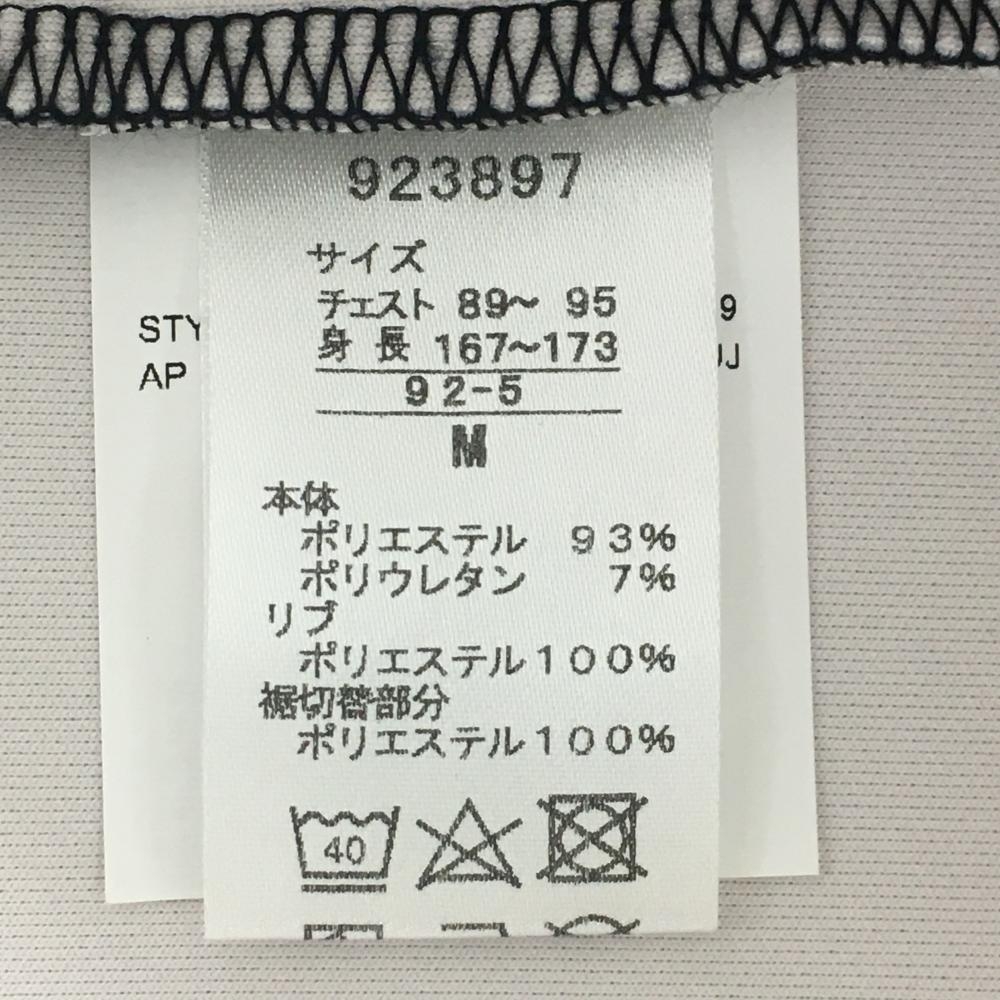 923897
サイズ
チェスト 89〜 95
身 長 167〜173
92-5
M
本体
ポリエステル 93%
ポリウレタン 7%
リブ
ポリエステル100%
裾切替部分
ポリエステル100%
40
9
AP